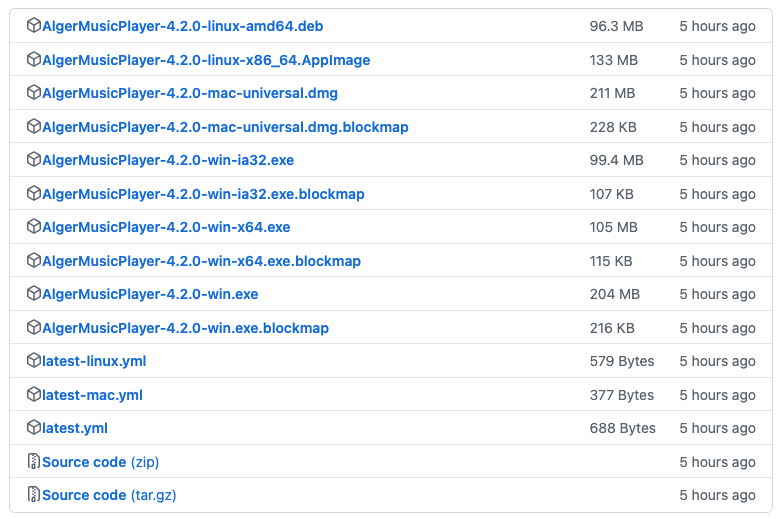 AlgerMusicPlayer-4.2.0-linux-amd64.deb 96.3 MB 5 hours ago
AlgerMusicPlayer-4.2.0-linux-x86_64.AppImage 133 MB 5 hours ago
AlgerMusicPlayer-4.2.0-mac-universal.dmg 211 MB 5 hours ago
AlgerMusicPlayer-4.2.0-mac-universal.dmg.blockmap 228 KB 5 hours ago
AlgerMusicPlayer-4.2.0-win-ia32.exe 99.4 MB 5 hours ago
AlgerMusicPlayer-4.2.0-win-ia32.exe.blockmap 107 KB 5 hours ago
AlgerMusicPlayer-4.2.0-win-x64.exe 105 MB 5 hours ago
AlgerMusicPlayer-4.2.0-win-x64.exe.blockmap 115 KB 5 hours ago
AlgerMusicPlayer-4.2.0-win.exe 204 MB 5 hours ago
AlgerMusicPlayer-4.2.0-win.exe.blockmap 216 KB 5 hours ago
latest-linux.yml 579 Bytes 5 hours ago
latest-mac.yml 377 Bytes 5 hours ago
latest.yml 688 Bytes 5 hours ago
Source code (zip) 5 hours ago
Source code (tar.gz) 5 hours ago